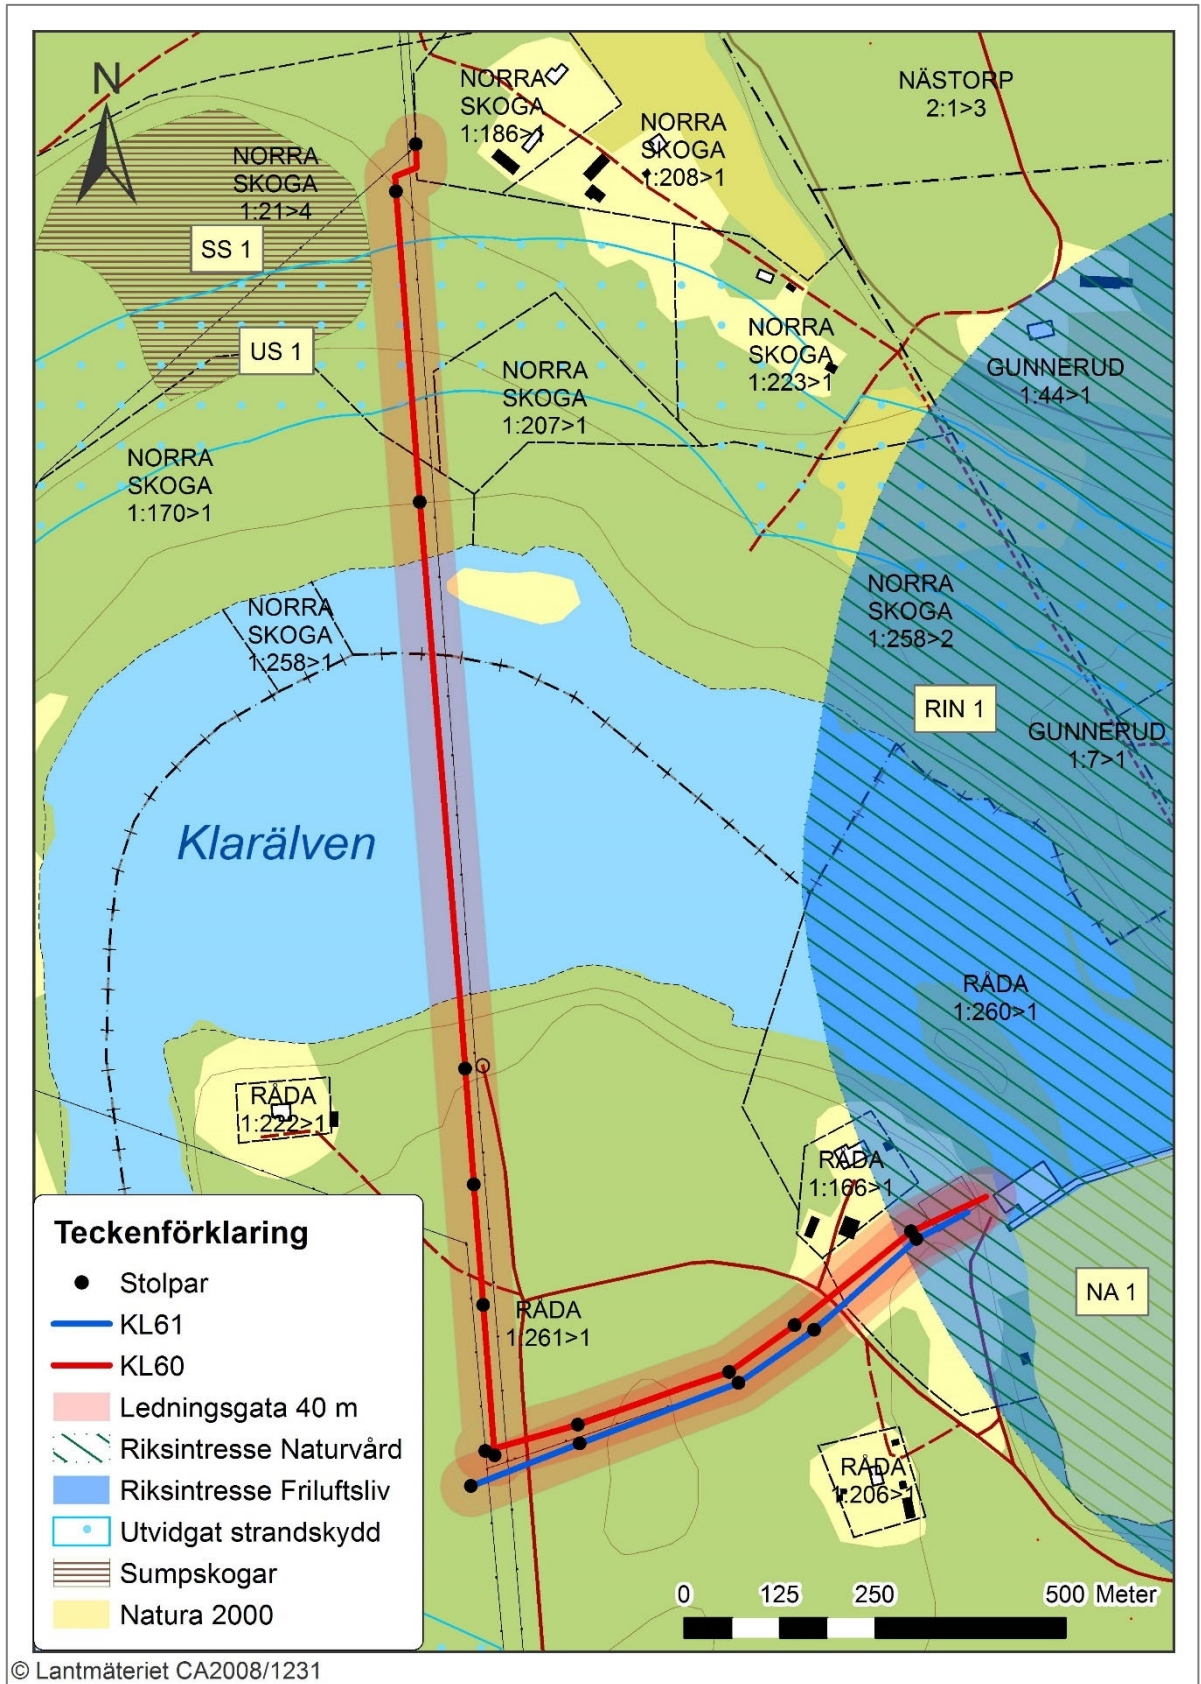 N
NORRA
SKOGA
1:186>1
NÄSTORP
2:1>3
NORRA
SKOGA
1:208>1
NORRA
SKOGA
1:21>4
SS 1
US 1
NORRA
SKOGA
1:223>1
GUNNERUD
1:44>1
NORRA
SKOGA
1:207>1
NORRA
SKOGA
1:170>1
NORRA
SKOGA
1:258>1
NORRA
SKOGA
1:258>2
RIN 1
GUNNERUD
1:7>1
Klarälven
RÅDA
1:260>1
RÅDA
1:222>1
RÅDA
1:166>1
NA 1
RÅDA
1:261>1
RÅDA
1:206>1
Teckenförklaring
Stolpar
KL61
KL60
Ledningsgata 40 m
Riksintresse Naturvård
Riksintresse Friluftsliv
Utvidgat strandskydd
Sumpskogar
Natura 2000
0 125 250 500 Meter
© Lantmäteriet CA2008/1231